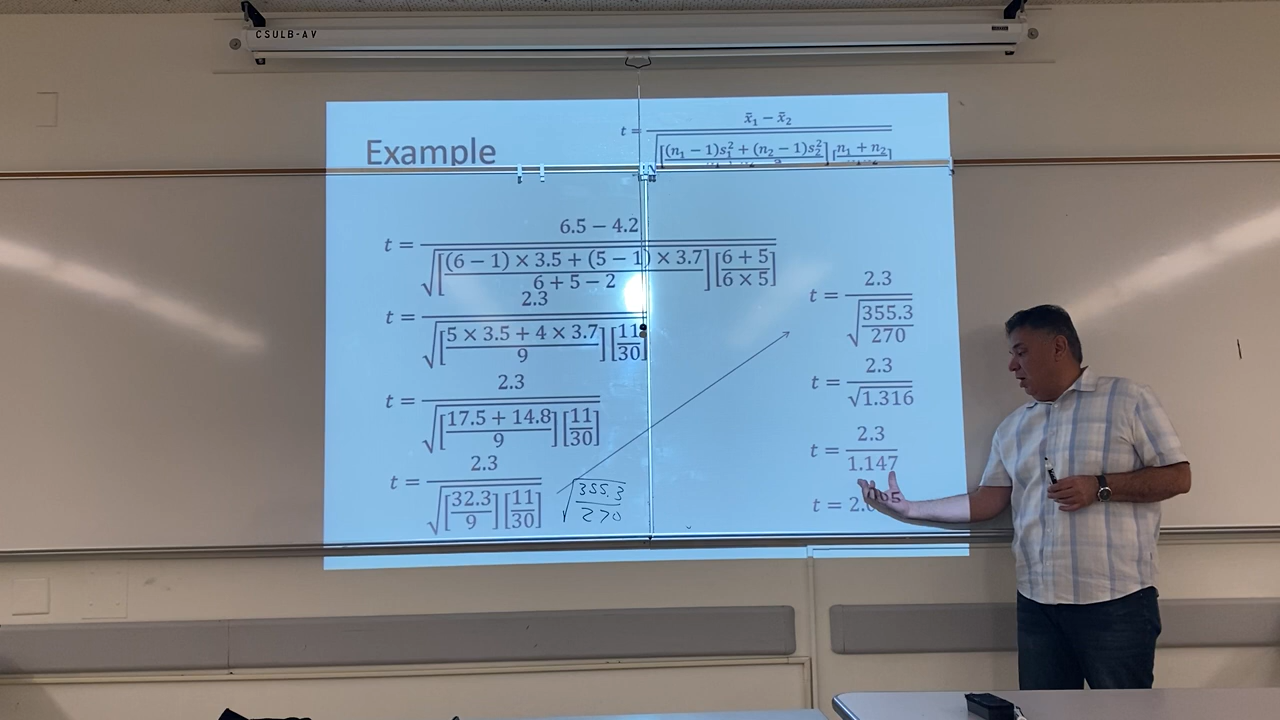 CSULB-AV
Example
t = x̄₁ − x̄₂ / √[(n₁ − 1)s₁² + (n₂ − 1)s₂²][n₁ + n₂]
t = 6.5 − 4.2 / √[(6 − 1) × 3.5 + (5 − 1) × 3.7 / 6 + 5 − 2][6 + 5 / 6 × 5]
t = 2.3 / √[5 × 3.5 + 4 × 3.7 / 9][11 / 30]
t = 2.3 / √[17.5 + 14.8 / 9][11 / 30]
t = 2.3 / √[32.3 / 9][11 / 30]
√355.3 / 270
t = 2.3 / √355.3 / 270
t = 2.3 / √1.316
t = 2.3 / 1.147
t = 2.005